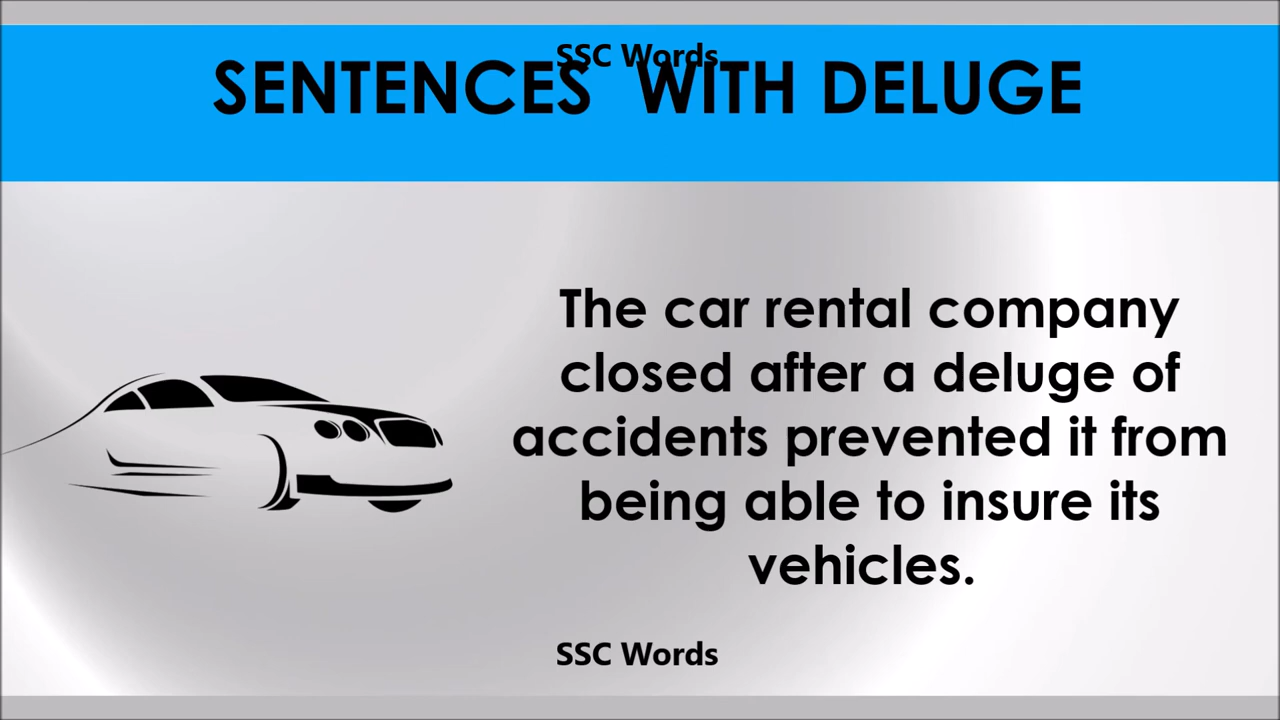 SSC Words
SENTENCES WITH DELUGE
The car rental company
closed after a deluge of
accidents prevented it from
being able to insure its
vehicles.
SSC Words